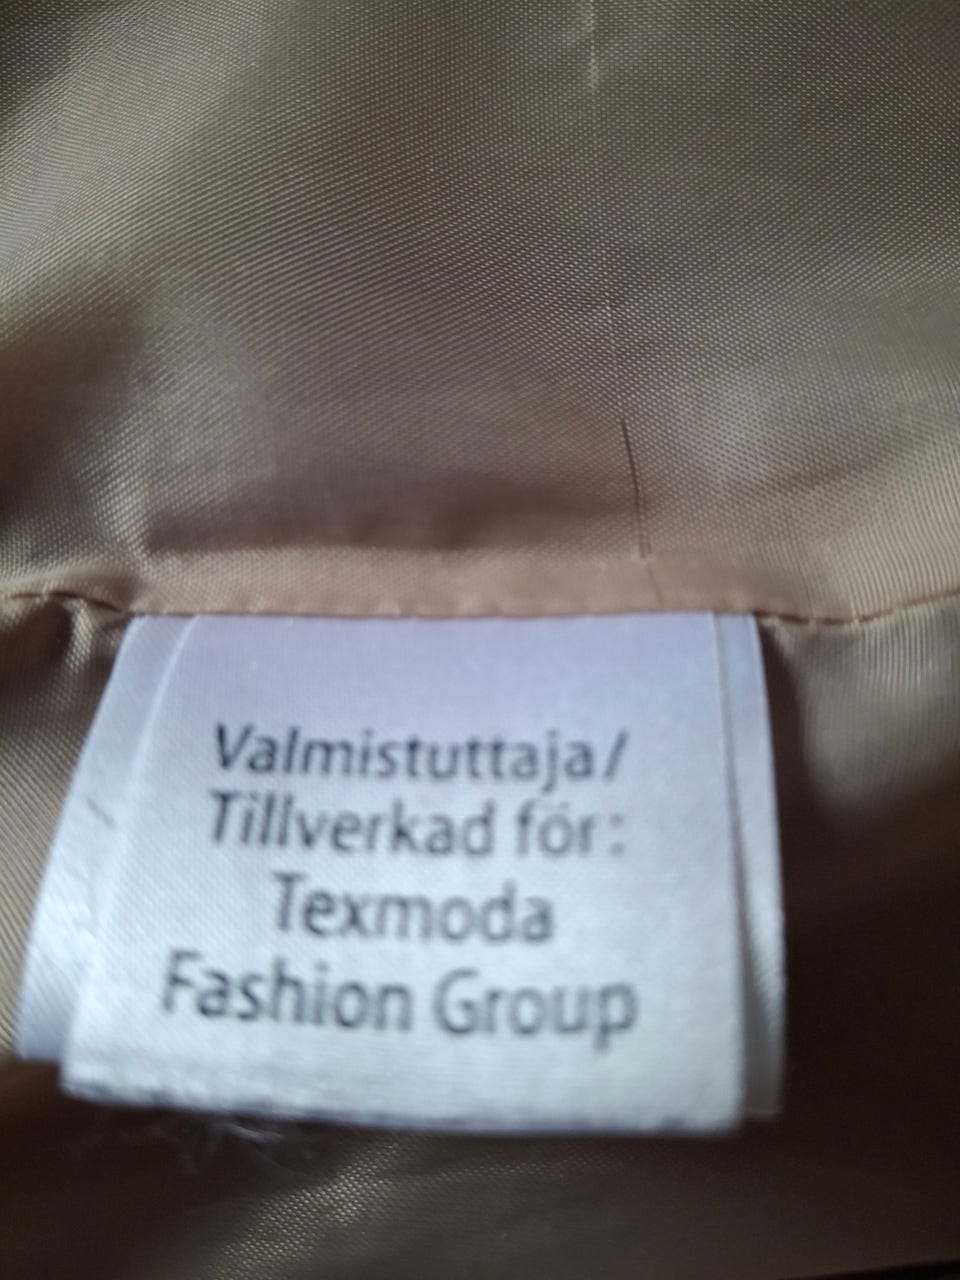 Valmistuttaja/
Tillverkad för:
Texmoda
Fashion Group